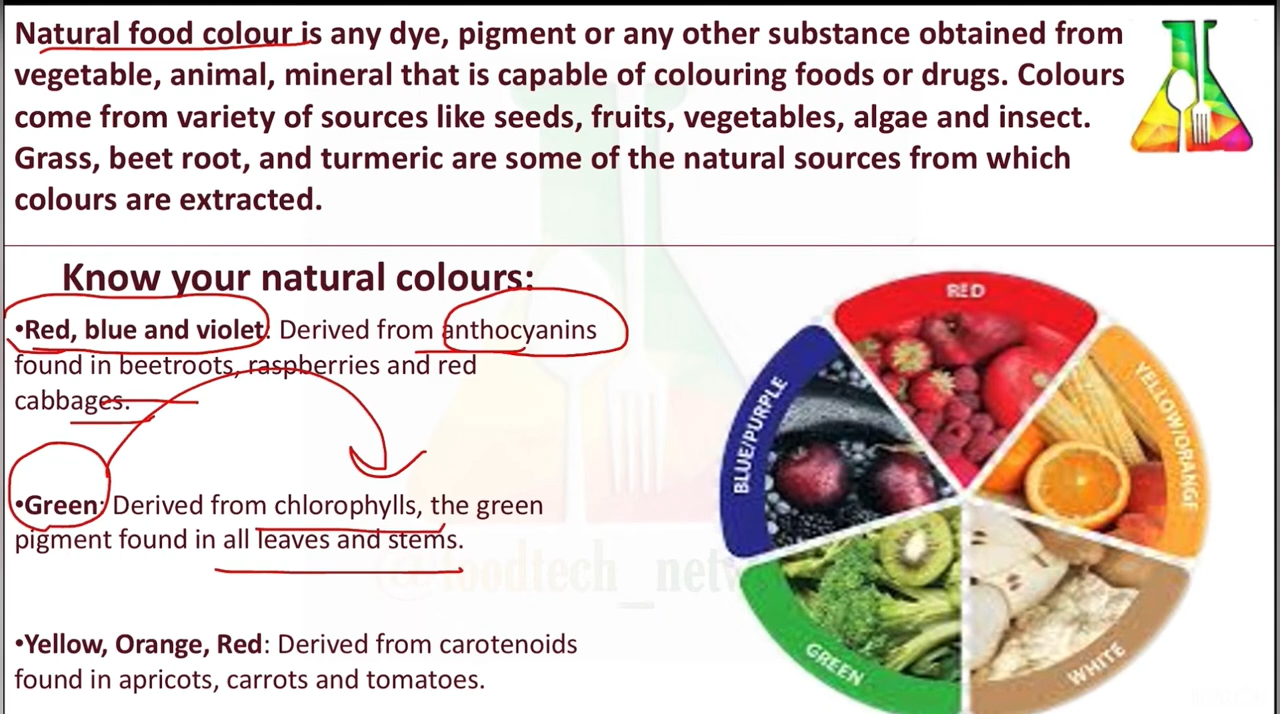 Natural food colour is any dye, pigment or any other substance obtained from
vegetable, animal, mineral that is capable of colouring foods or drugs. Colours
come from variety of sources like seeds, fruits, vegetables, algae and insect.
Grass, beet root, and turmeric are some of the natural sources from which
colours are extracted.
Know your natural colours:
•Red, blue and violet: Derived from anthocyanins
found in beetroots, raspberries and red
cabbages.
•Green: Derived from chlorophylls, the green
pigment found in all leaves and stems.
•Yellow, Orange, Red: Derived from carotenoids
found in apricots, carrots and tomatoes.
RED
YELLOW/ORANGE
WHITE
GREEN
BLUE/PURPLE